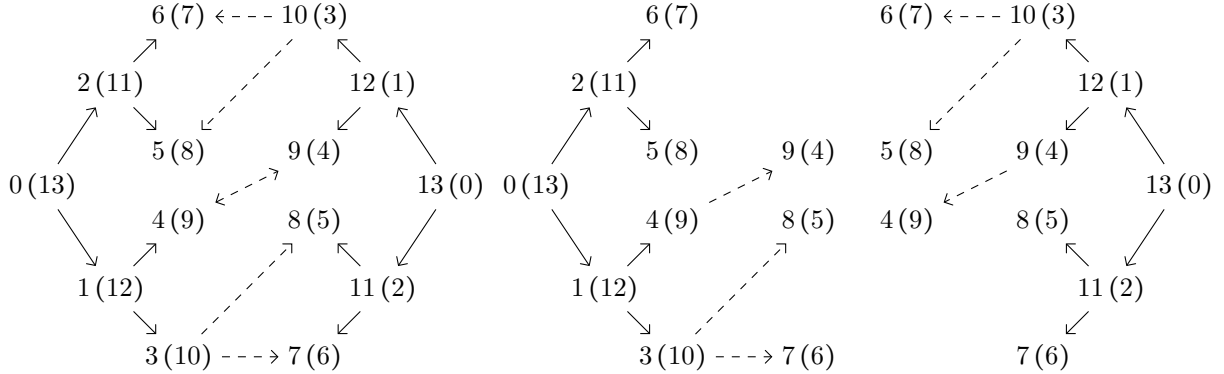 6 (7) 10 (3) 6 (7) 6 (7) 10 (3)
2 (11) 12 (1) 2 (11) 12 (1)
5 (8) 9 (4) 5 (8) 9 (4) 5 (8) 9 (4)
0 (13) 13 (0) 0 (13) 13 (0)
4 (9) 8 (5) 4 (9) 8 (5) 4 (9) 8 (5)
1 (12) 11 (2) 1 (12) 11 (2)
3 (10) 7 (6) 3 (10) 7 (6) 7 (6)